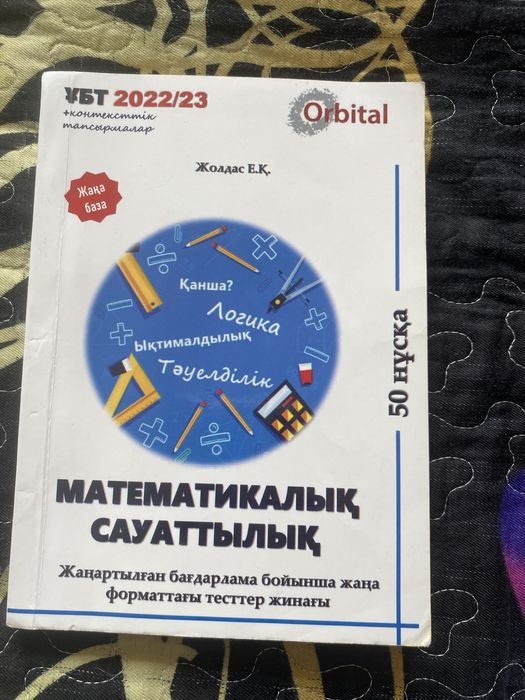 ҰБТ 2022/23
+контексттік
тапсырмалар
Orbital
Жолдас Е.Қ.
Жаңа
база
Қанша?
Логика
Ықтималдылық
Тәуелділік
50 нұсқа
МАТЕМАТИКАЛЫҚ
САУАТТЫЛЫҚ
Жаңартылған бағдарлама бойынша жаңа
форматтағы тесттер жинағы